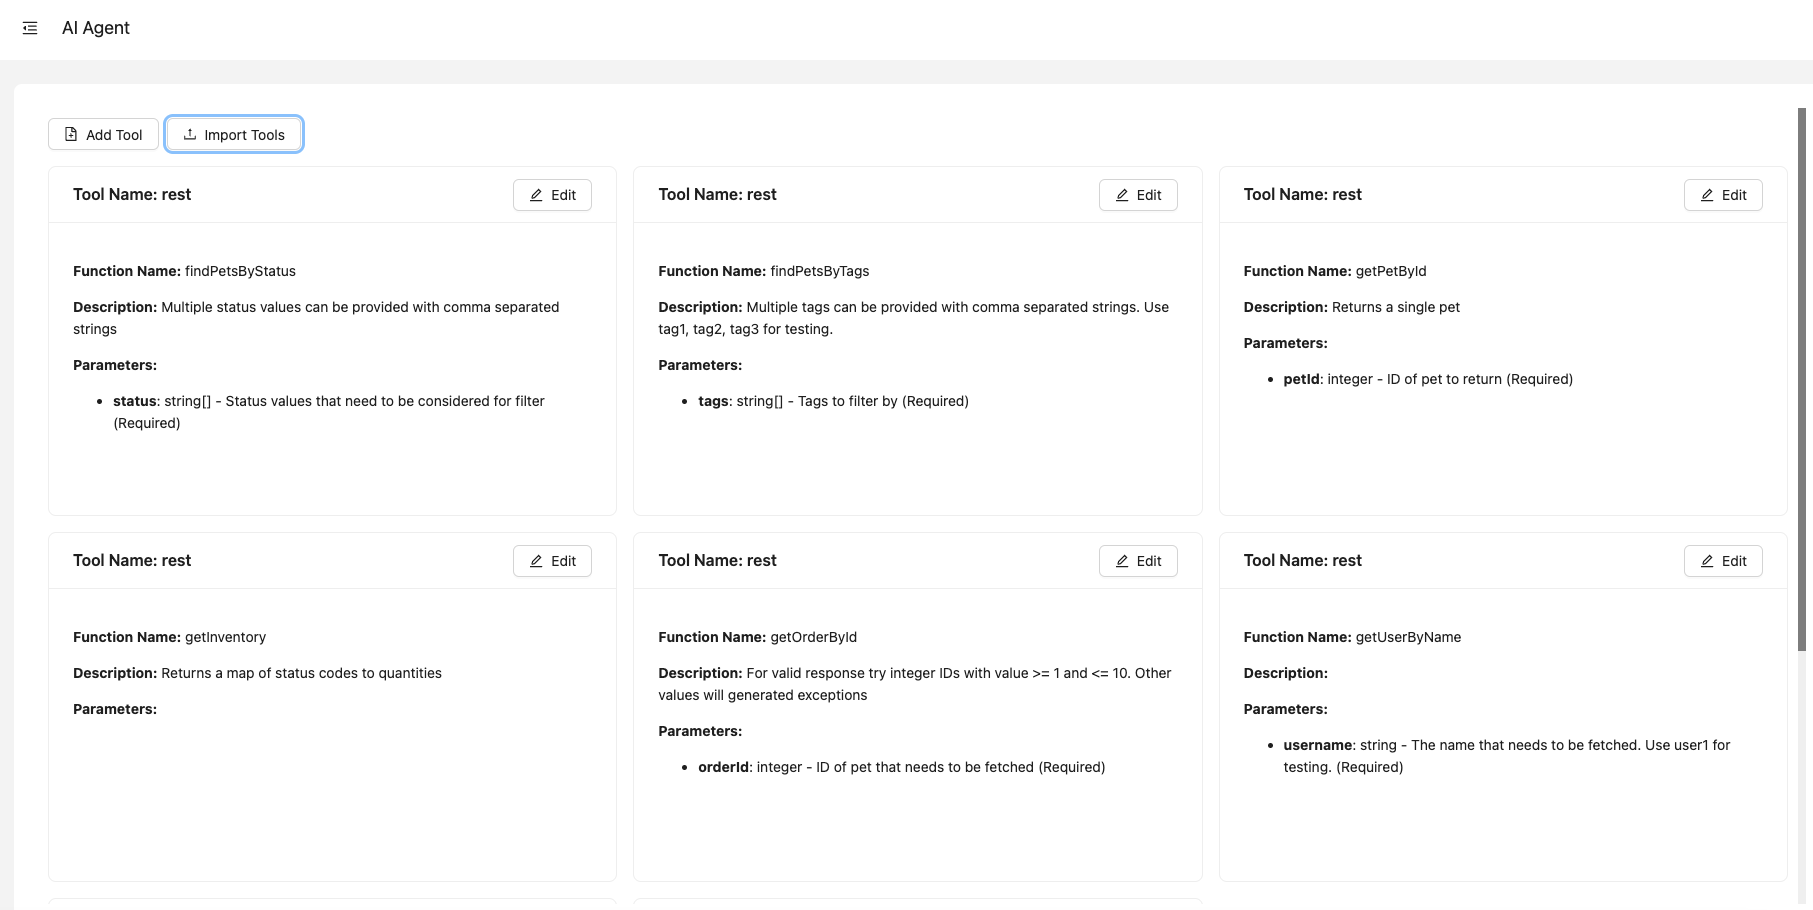 AI Agent
Add Tool
Import Tools
Tool Name: rest
Edit
Function Name: findPetsByStatus
Description: Multiple status values can be provided with comma separated
strings
Parameters:
• status: string[] - Status values that need to be considered for filter
(Required)
Tool Name: rest
Edit
Function Name: findPetsByTags
Description: Multiple tags can be provided with comma separated strings. Use
tag1, tag2, tag3 for testing.
Parameters:
• tags: string[] - Tags to filter by (Required)
Tool Name: rest
Edit
Function Name: getPetById
Description: Returns a single pet
Parameters:
• petId: integer - ID of pet to return (Required)
Tool Name: rest
Edit
Function Name: getInventory
Description: Returns a map of status codes to quantities
Parameters:
Tool Name: rest
Edit
Function Name: getOrderById
Description: For valid response try integer IDs with value >= 1 and <= 10. Other
values will generated exceptions
Parameters:
• orderId: integer - ID of pet that needs to be fetched (Required)
Tool Name: rest
Edit
Function Name: getUserByName
Description:
Parameters:
• username: string - The name that needs to be fetched. Use user1 for
testing. (Required)